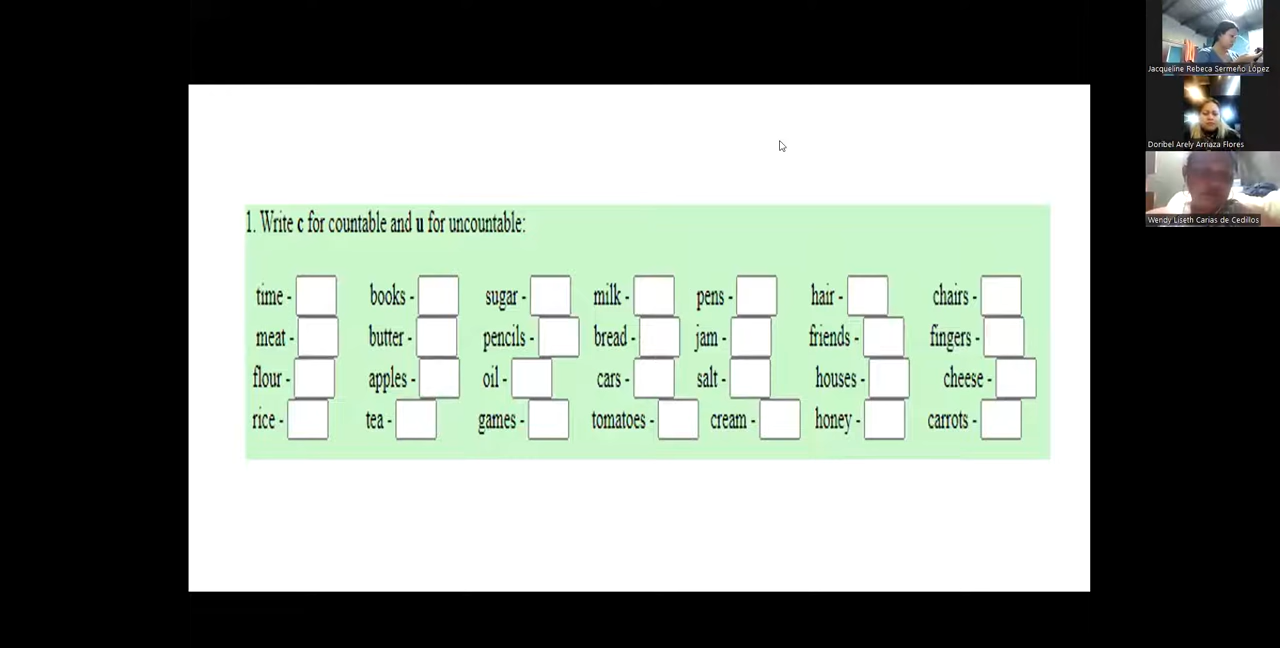 Jacqueline Rebeca Sermeño López
Doribel Arely Arriaza Flores
Wendy Liseth Carias de Cedillos
1. Write c for countable and u for uncountable:
time - books - sugar - milk - pens - hair - chairs -
meat - butter - pencils - bread - jam - friends - fingers -
flour - apples - oil - cars - salt - houses - cheese -
rice - tea - games - tomatoes - cream - honey - carrots -